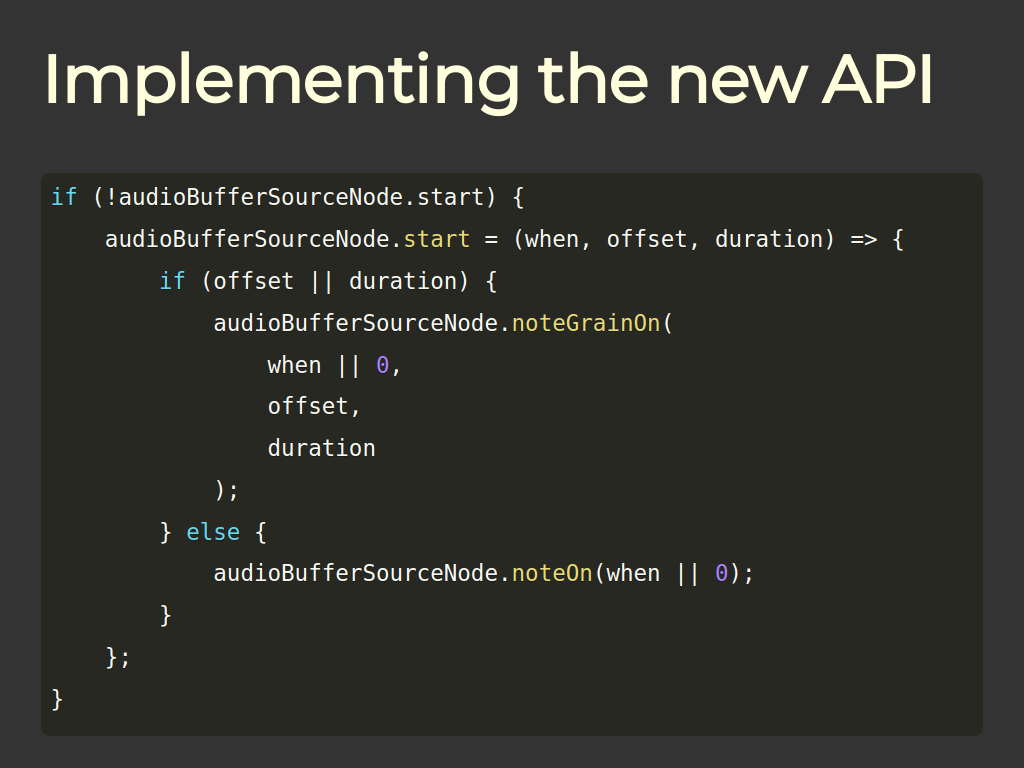 Implementing the new API
if (!audioBufferSourceNode.start) {
    audioBufferSourceNode.start = (when, offset, duration) => {
        if (offset || duration) {
            audioBufferSourceNode.noteGrainOn(
                when || 0,
                offset,
                duration
            );
        } else {
            audioBufferSourceNode.noteOn(when || 0);
        }
    };
}